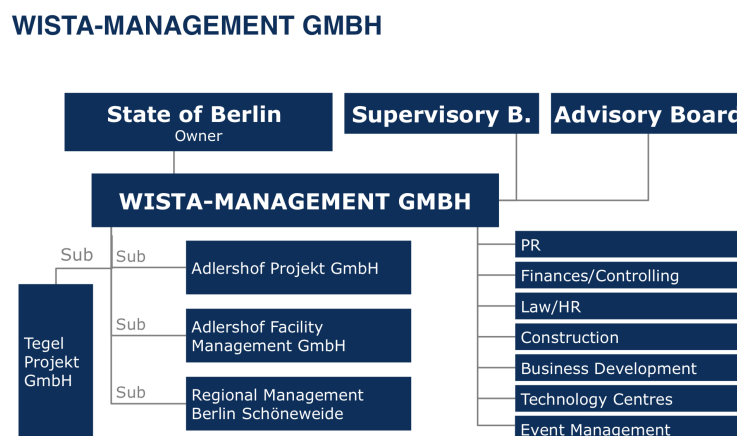 WISTA-MANAGEMENT GMBH
State of Berlin
Owner
Supervisory B.
Advisory Board
WISTA-MANAGEMENT GMBH
Sub
Sub
Adlershof Projekt GmbH
Sub
Adlershof Facility
Management GmbH
Sub
Regional Management
Berlin Schöneweide
Tegel
Projekt
GmbH
PR
Finances/Controlling
Law/HR
Construction
Business Development
Technology Centres
Event Management